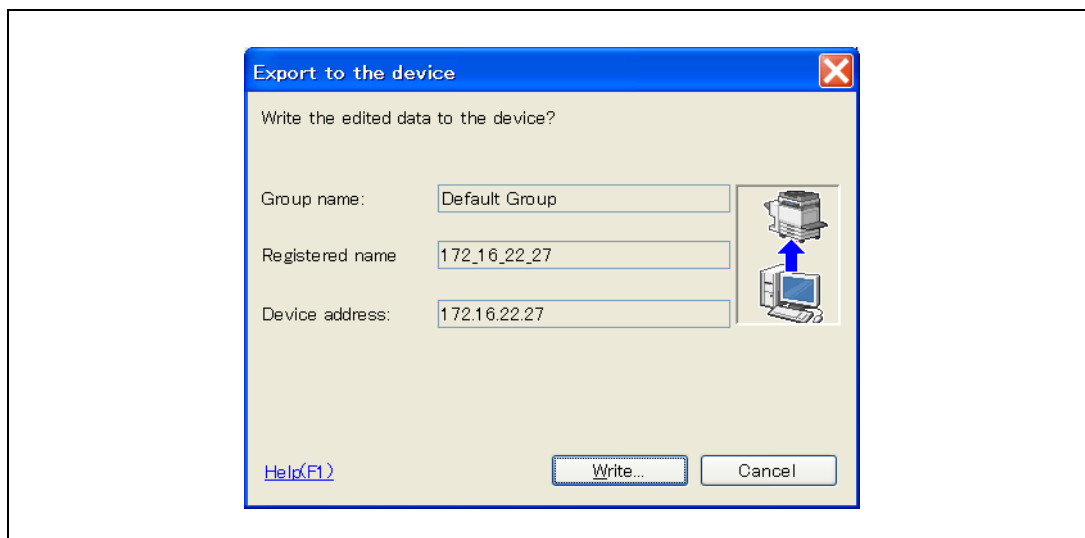 Export to the device
Write the edited data to the device?
Group name: Default Group
Registered name 172_16_22_27
Device address: 172.16.22.27
Help(F1) Write... Cancel